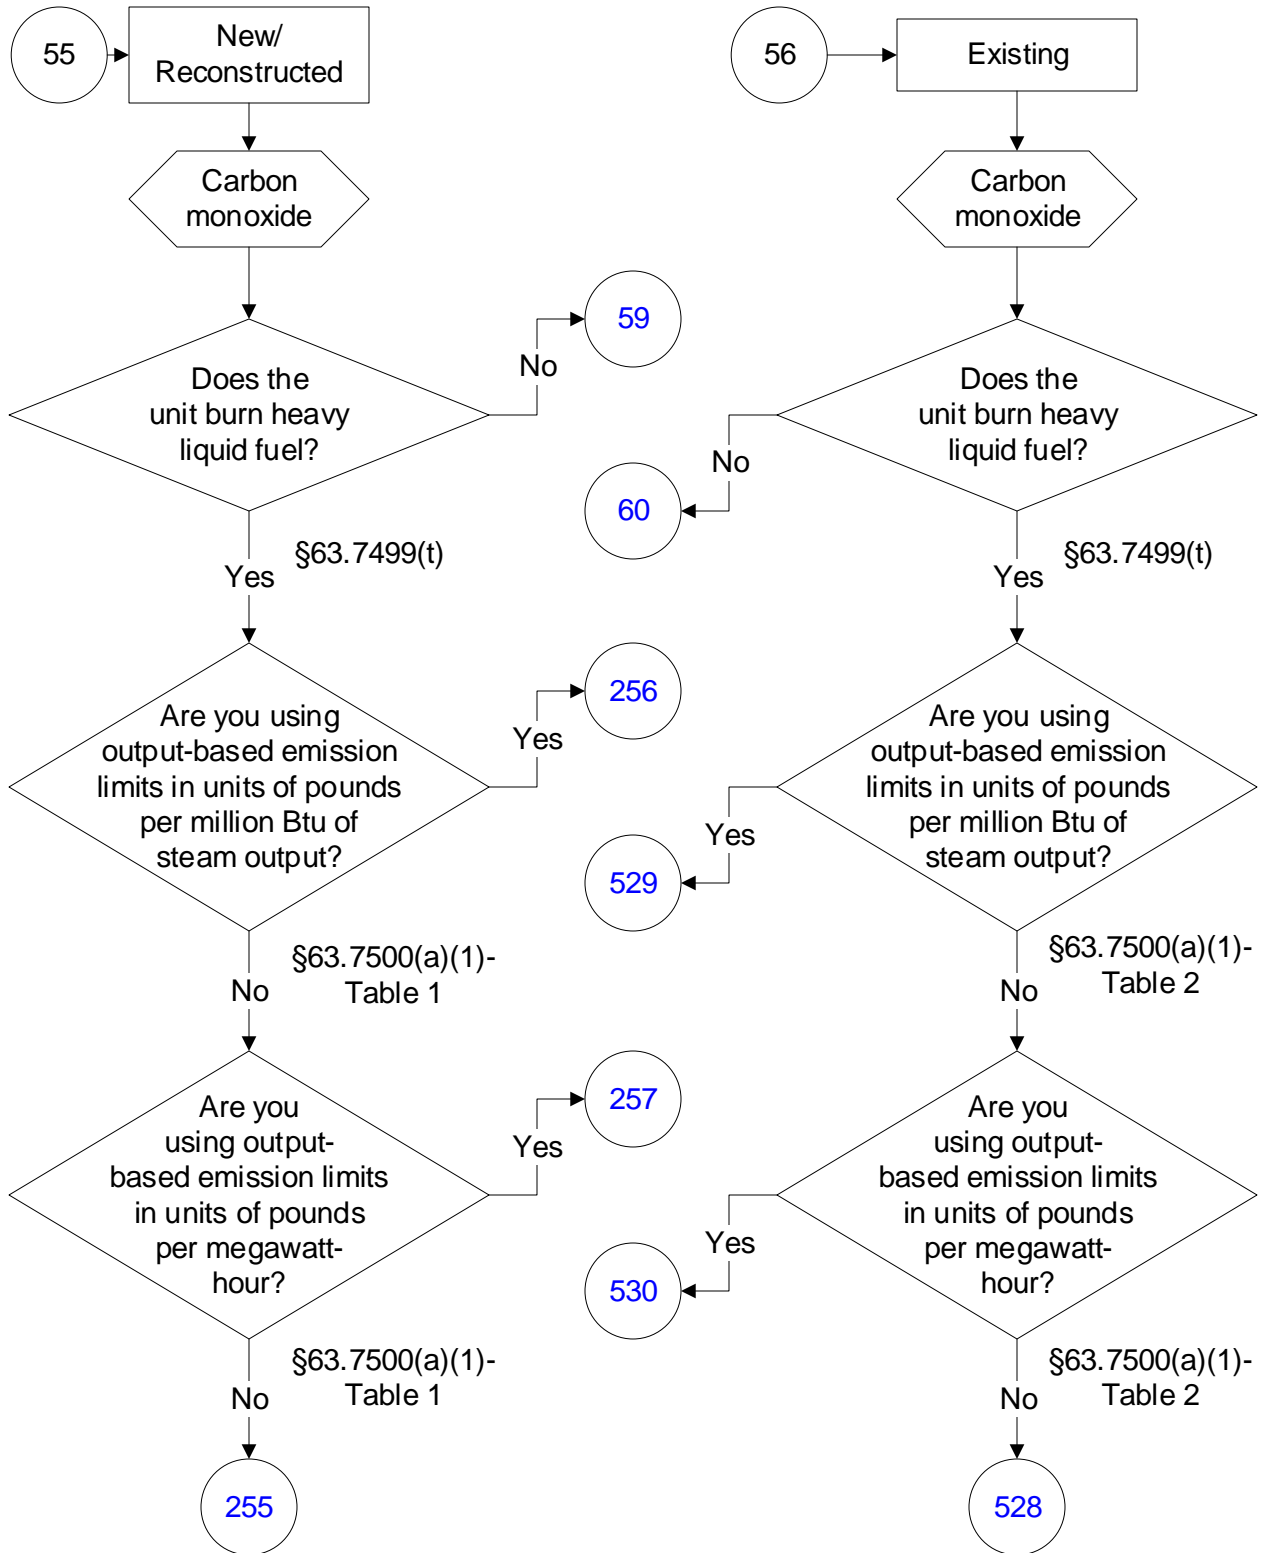 55
New/
Reconstructed
Carbon
monoxide
Does the
unit burn heavy
liquid fuel?
No
59
Yes
§63.7499(t)
Are you using
output-based emission
limits in units of pounds
per million Btu of
steam output?
Yes
256
No
§63.7500(a)(1)-
Table 1
Are you
using output-
based emission limits
in units of pounds
per megawatt-
hour?
Yes
257
No
§63.7500(a)(1)-
Table 1
255
56
Existing
Carbon
monoxide
Does the
unit burn heavy
liquid fuel?
No
60
Yes
§63.7499(t)
Are you using
output-based emission
limits in units of pounds
per million Btu of
steam output?
Yes
529
No
§63.7500(a)(1)-
Table 2
Are you
using output-
based emission limits
in units of pounds
per megawatt-
hour?
Yes
530
No
§63.7500(a)(1)-
Table 2
528